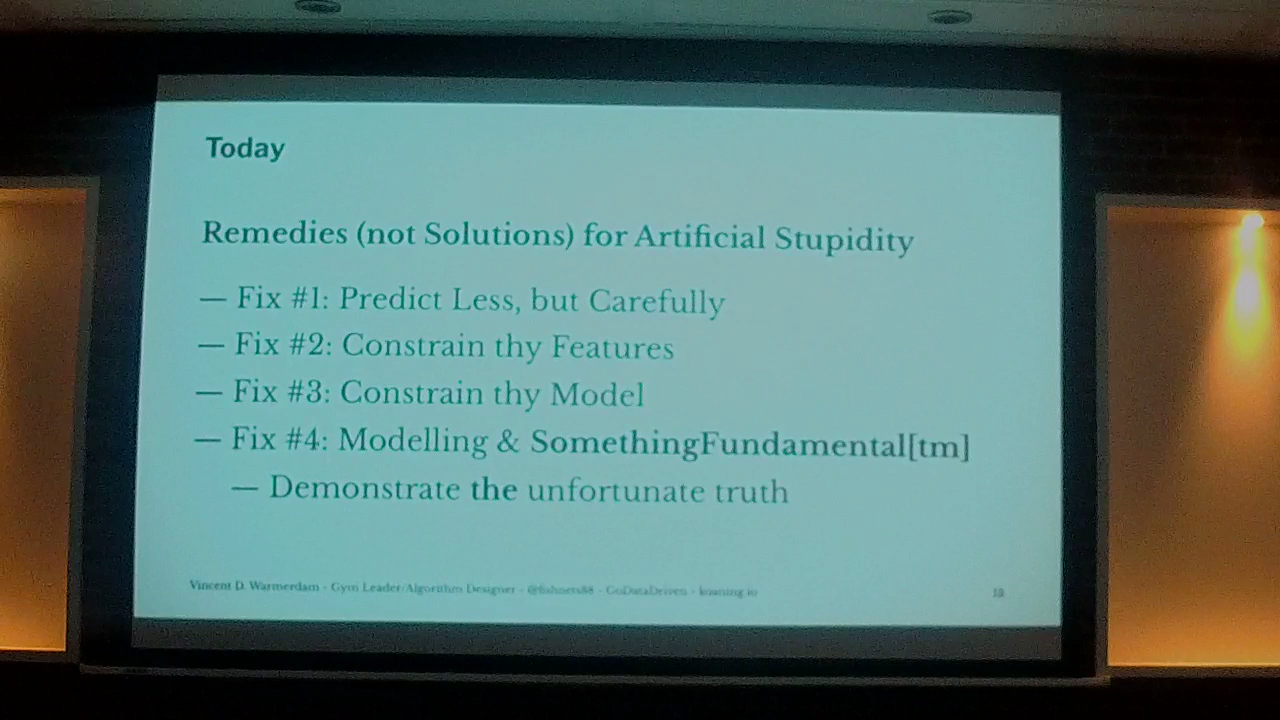 Today
Remedies (not Solutions) for Artificial Stupidity
— Fix #1: Predict Less, but Carefully
— Fix #2: Constrain thy Features
— Fix #3: Constrain thy Model
— Fix #4: Modelling & SomethingFundamental[tm]
— Demonstrate the unfortunate truth
Vincent D. Warmerdam - Gym Leader/Algorithm Designer - @fishnets88 - GoDataDriven - koaning.io